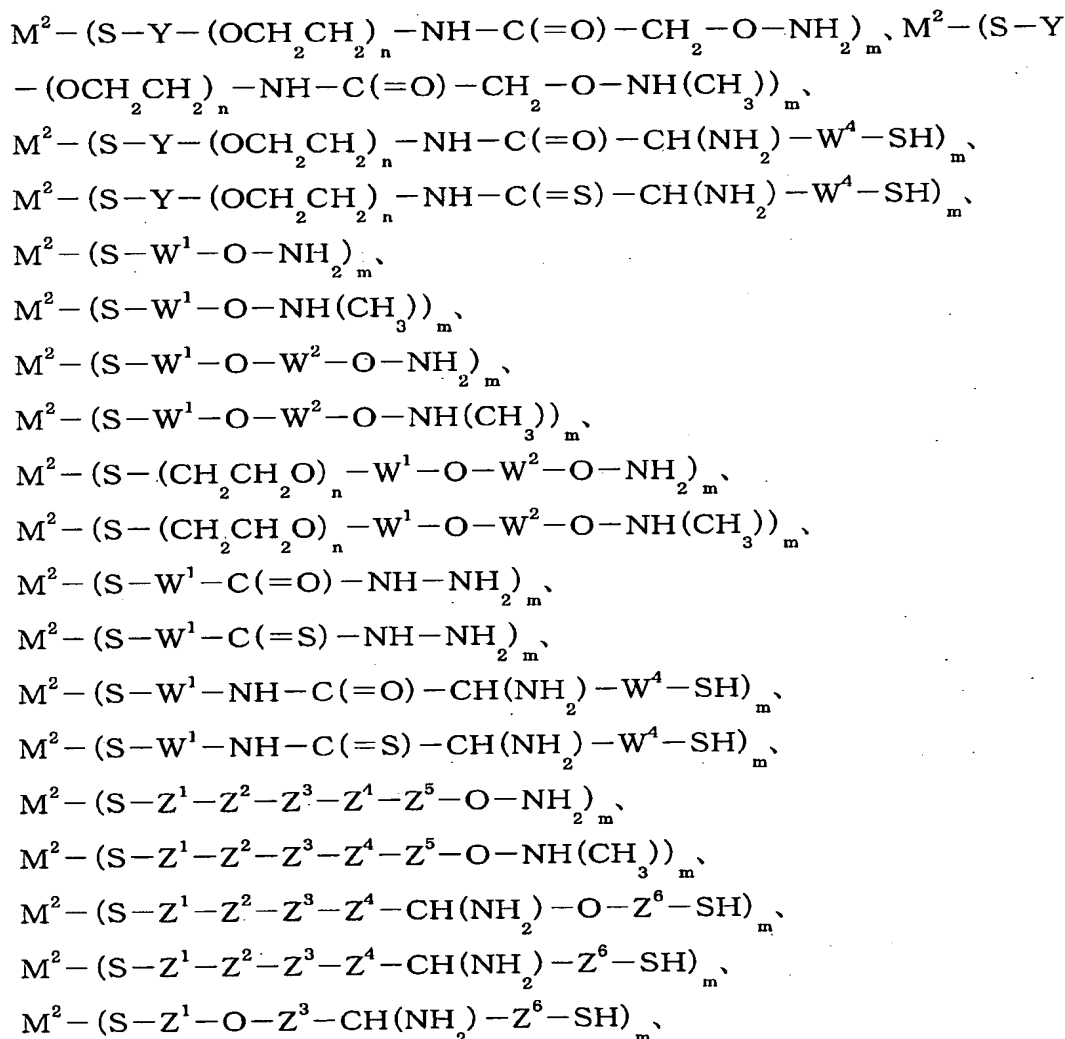 M²−(S−Y−(OCH₂CH₂)ₙ−NH−C(=O)−CH₂−O−NH₂)ₘ、M²−(S−Y
−(OCH₂CH₂)ₙ−NH−C(=O)−CH₂−O−NH(CH₃))ₘ、
M²−(S−Y−(OCH₂CH₂)ₙ−NH−C(=O)−CH(NH₂)−W⁴−SH)ₘ、
M²−(S−Y−(OCH₂CH₂)ₙ−NH−C(=S)−CH(NH₂)−W⁴−SH)ₘ、
M²−(S−W¹−O−NH₂)ₘ、
M²−(S−W¹−O−NH(CH₃))ₘ、
M²−(S−W¹−O−W²−O−NH₂)ₘ、
M²−(S−W¹−O−W²−O−NH(CH₃))ₘ、
M²−(S−(CH₂CH₂O)ₙ−W¹−O−W²−O−NH₂)ₘ、
M²−(S−(CH₂CH₂O)ₙ−W¹−O−W²−O−NH(CH₃))ₘ、
M²−(S−W¹−C(=O)−NH−NH₂)ₘ、
M²−(S−W¹−C(=S)−NH−NH₂)ₘ、
M²−(S−W¹−NH−C(=O)−CH(NH₂)−W⁴−SH)ₘ、
M²−(S−W¹−NH−C(=S)−CH(NH₂)−W⁴−SH)ₘ、
M²−(S−Z¹−Z²−Z³−Z⁴−Z⁵−O−NH₂)ₘ、
M²−(S−Z¹−Z²−Z³−Z⁴−Z⁵−O−NH(CH₃))ₘ、
M²−(S−Z¹−Z²−Z³−Z⁴−CH(NH₂)−O−Z⁶−SH)ₘ、
M²−(S−Z¹−Z²−Z³−Z⁴−CH(NH₂)−Z⁶−SH)ₘ、
M²−(S−Z¹−O−Z³−CH(NH₂)−Z⁶−SH)ₘ、